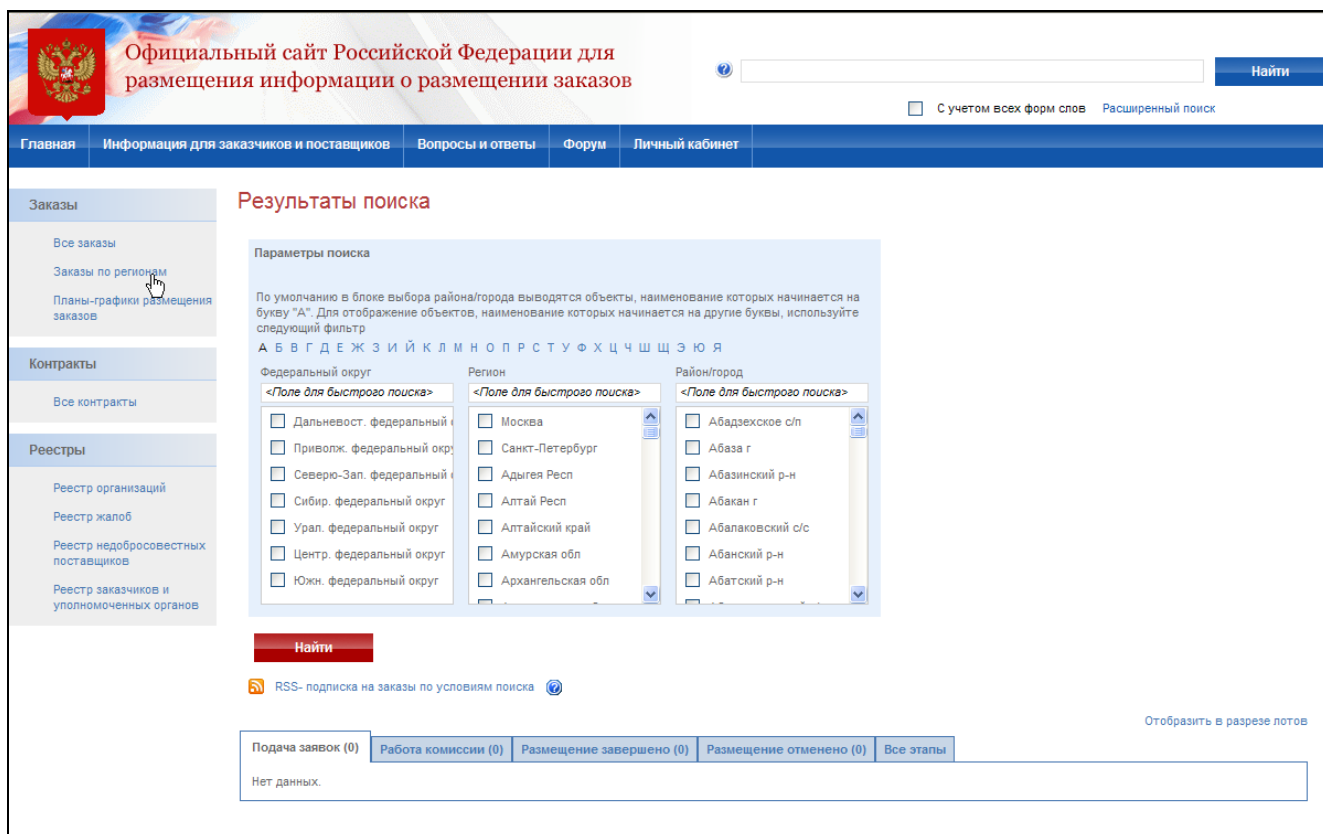 Официальный сайт Российской Федерации для
размещения информации о размещении заказов
Найти
С учетом всех форм слов Расширенный поиск
Главная Информация для заказчиков и поставщиков Вопросы и ответы Форум Личный кабинет
Заказы
Все заказы
Заказы по регионам
Планы-графики размещения
заказов
Контракты
Все контракты
Реестры
Реестр организаций
Реестр жалоб
Реестр недобросовестных
поставщиков
Реестр заказчиков и
уполномоченных органов
Результаты поиска
Параметры поиска
По умолчанию в блоке выбора района/города выводятся объекты, наименование которых начинается на
букву "А". Для отображение объектов, наименование которых начинается на другие буквы, используйте
следующий фильтр
А Б В Г Д Е Ж З И Й К Л М Н О П Р С Т У Ф Х Ц Ч Ш Щ Э Ю Я
Федеральный округ
<Поле для быстрого поиска>
Дальневост. федеральный
Приволж. федеральный окру
Северю-Зап. федеральный
Сибир. федеральный округ
Урал. федеральный округ
Центр. федеральный округ
Южн. федеральный округ
Регион
<Поле для быстрого поиска>
Москва
Санкт-Петербург
Адыгея Респ
Алтай Респ
Алтайский край
Амурская обл
Архангельская обл
Район/город
<Поле для быстрого поиска>
Абадзехское с/п
Абаза г
Абазинский р-н
Абакан г
Абалаковский с/с
Абанский р-н
Абатский р-н
Найти
RSS- подписка на заказы по условиям поиска
Отобразить в разрезе лотов
Подача заявок (0) Работа комиссии (0) Размещение завершено (0) Размещение отменено (0) Все этапы
Нет данных.